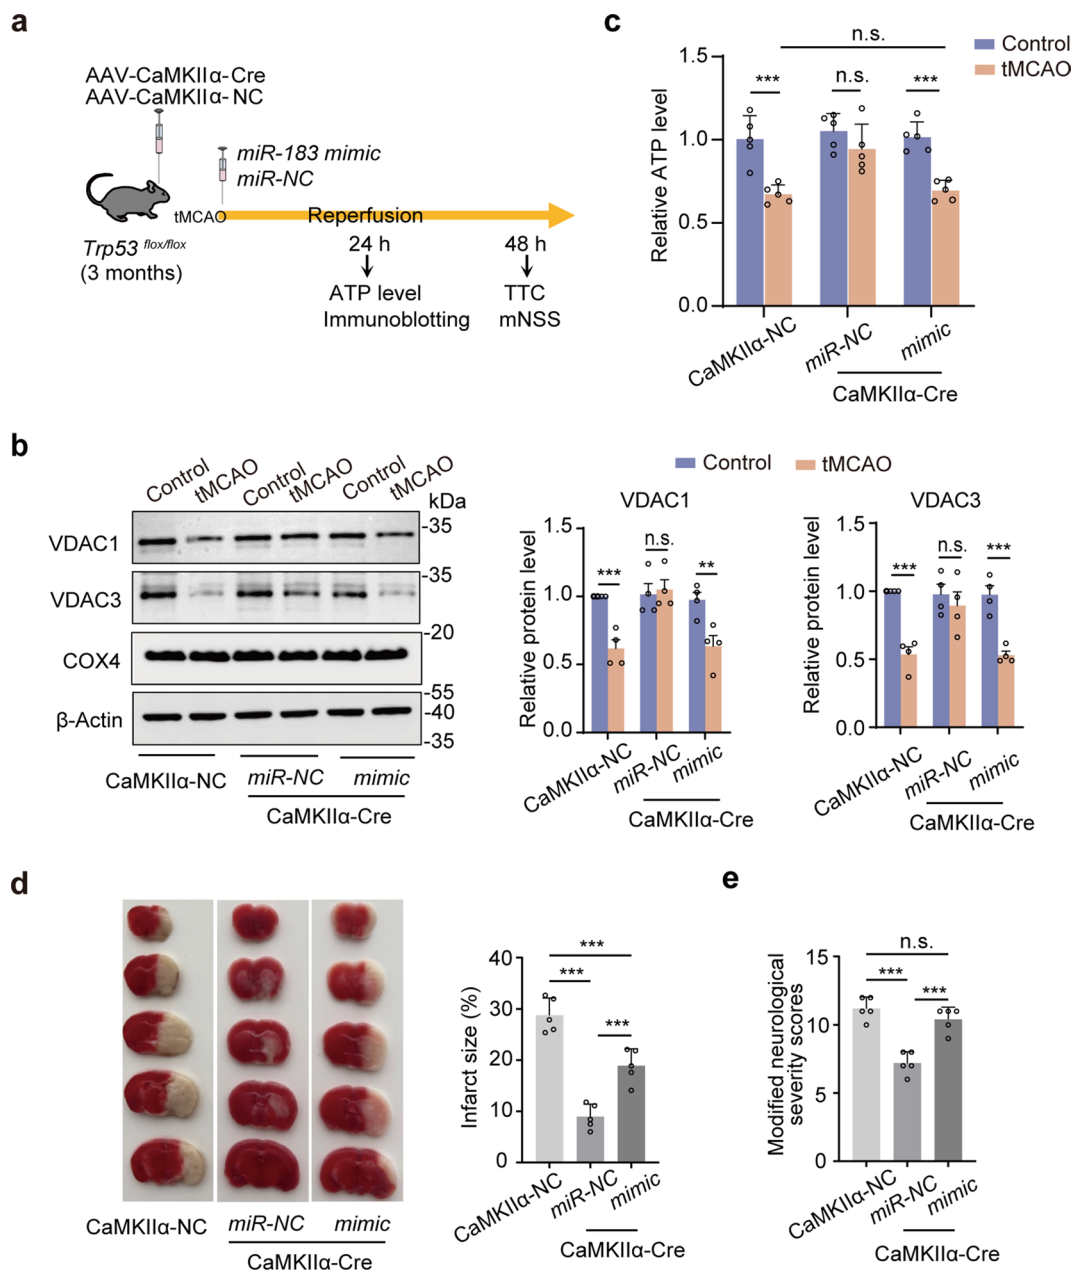 a
AAV-CaMKIIα-Cre
AAV-CaMKIIα-NC
miR-183 mimic
miR-NC
tMCAO
Reperfusion
Trp53 flox/flox
(3 months)
24 h
48 h
ATP level
Immunoblotting
TTC
mNSS
c
n.s.
Control
tMCAO
*** n.s. ***
Relative ATP level
1.5
1.0
0.5
0.0
CaMKIIα-NC
miR-NC
mimic
CaMKIIα-Cre
b
Control tMCAO Control tMCAO Control tMCAO
kDa
VDAC1
-35
VDAC3
-35
COX4
-20
β-Actin
-55
-40
-35
CaMKIIα-NC
miR-NC
mimic
CaMKIIα-Cre
Control
tMCAO
VDAC1
Relative protein level
1.5
1.0
0.5
0.0
*** n.s. **
CaMKIIα-NC
miR-NC
mimic
CaMKIIα-Cre
VDAC3
Relative protein level
1.5
1.0
0.5
0.0
*** n.s. ***
CaMKIIα-NC
miR-NC
mimic
CaMKIIα-Cre
d
CaMKIIα-NC
miR-NC
mimic
CaMKIIα-Cre
Infarct size (%)
40
30
20
10
0
***
***
***
CaMKIIα-NC
miR-NC
mimic
CaMKIIα-Cre
e
Modified neurological
severity scores
15
10
5
0
n.s.
***
***
CaMKIIα-NC
miR-NC
mimic
CaMKIIα-Cre